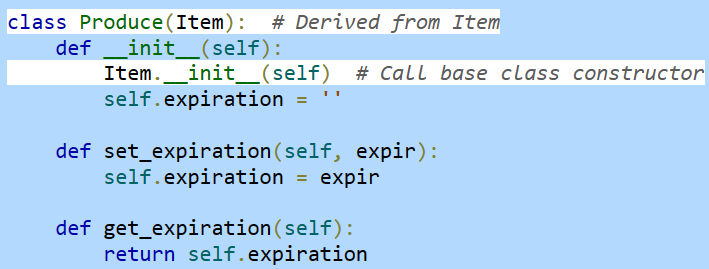 class Produce(Item):  # Derived from Item
    def __init__(self):
        Item.__init__(self)  # Call base class constructor
        self.expiration = ''

    def set_expiration(self, expir):
        self.expiration = expir

    def get_expiration(self):
        return self.expiration